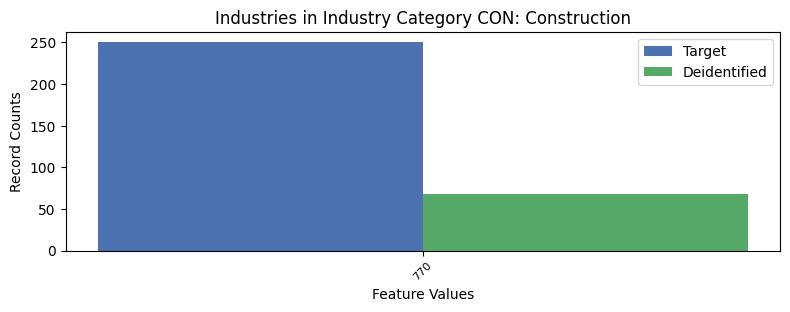 Industries in Industry Category CON: Construction
Target
Deidentified
Record Counts
250
200
150
100
50
0
770
Feature Values